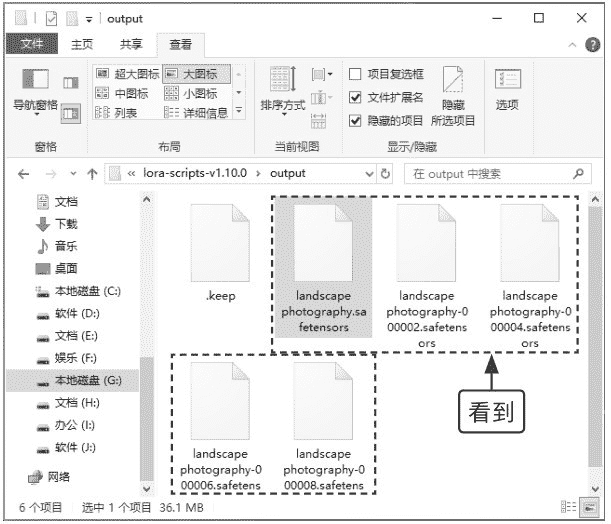 output
文件
主页
共享
查看
超大图标
大图标
中图标
小图标
列表
详细信息
导航窗格
排序方式
项目复选框
文件扩展名
隐藏的项目
隐藏
所选项目
选项
窗格
布局
当前视图
显示/隐藏
« lora-scripts-v1.10.0 › output
在 output 中搜索
文档
下载
音乐
桌面
本地磁盘 (C:)
软件 (D:)
文档 (E:)
娱乐 (F:)
本地磁盘 (G:)
文档 (H:)
办公 (I:)
软件 (J:)
网络
.keep
landscape
photography.sa
fetensors
landscape
photography-0
00002.safetens
ors
landscape
photography-0
00004.safetens
ors
看到
landscape
photography-0
00006.safetens
landscape
photography-0
00008.safetens
6 个项目
选中 1 个项目 36.1 MB